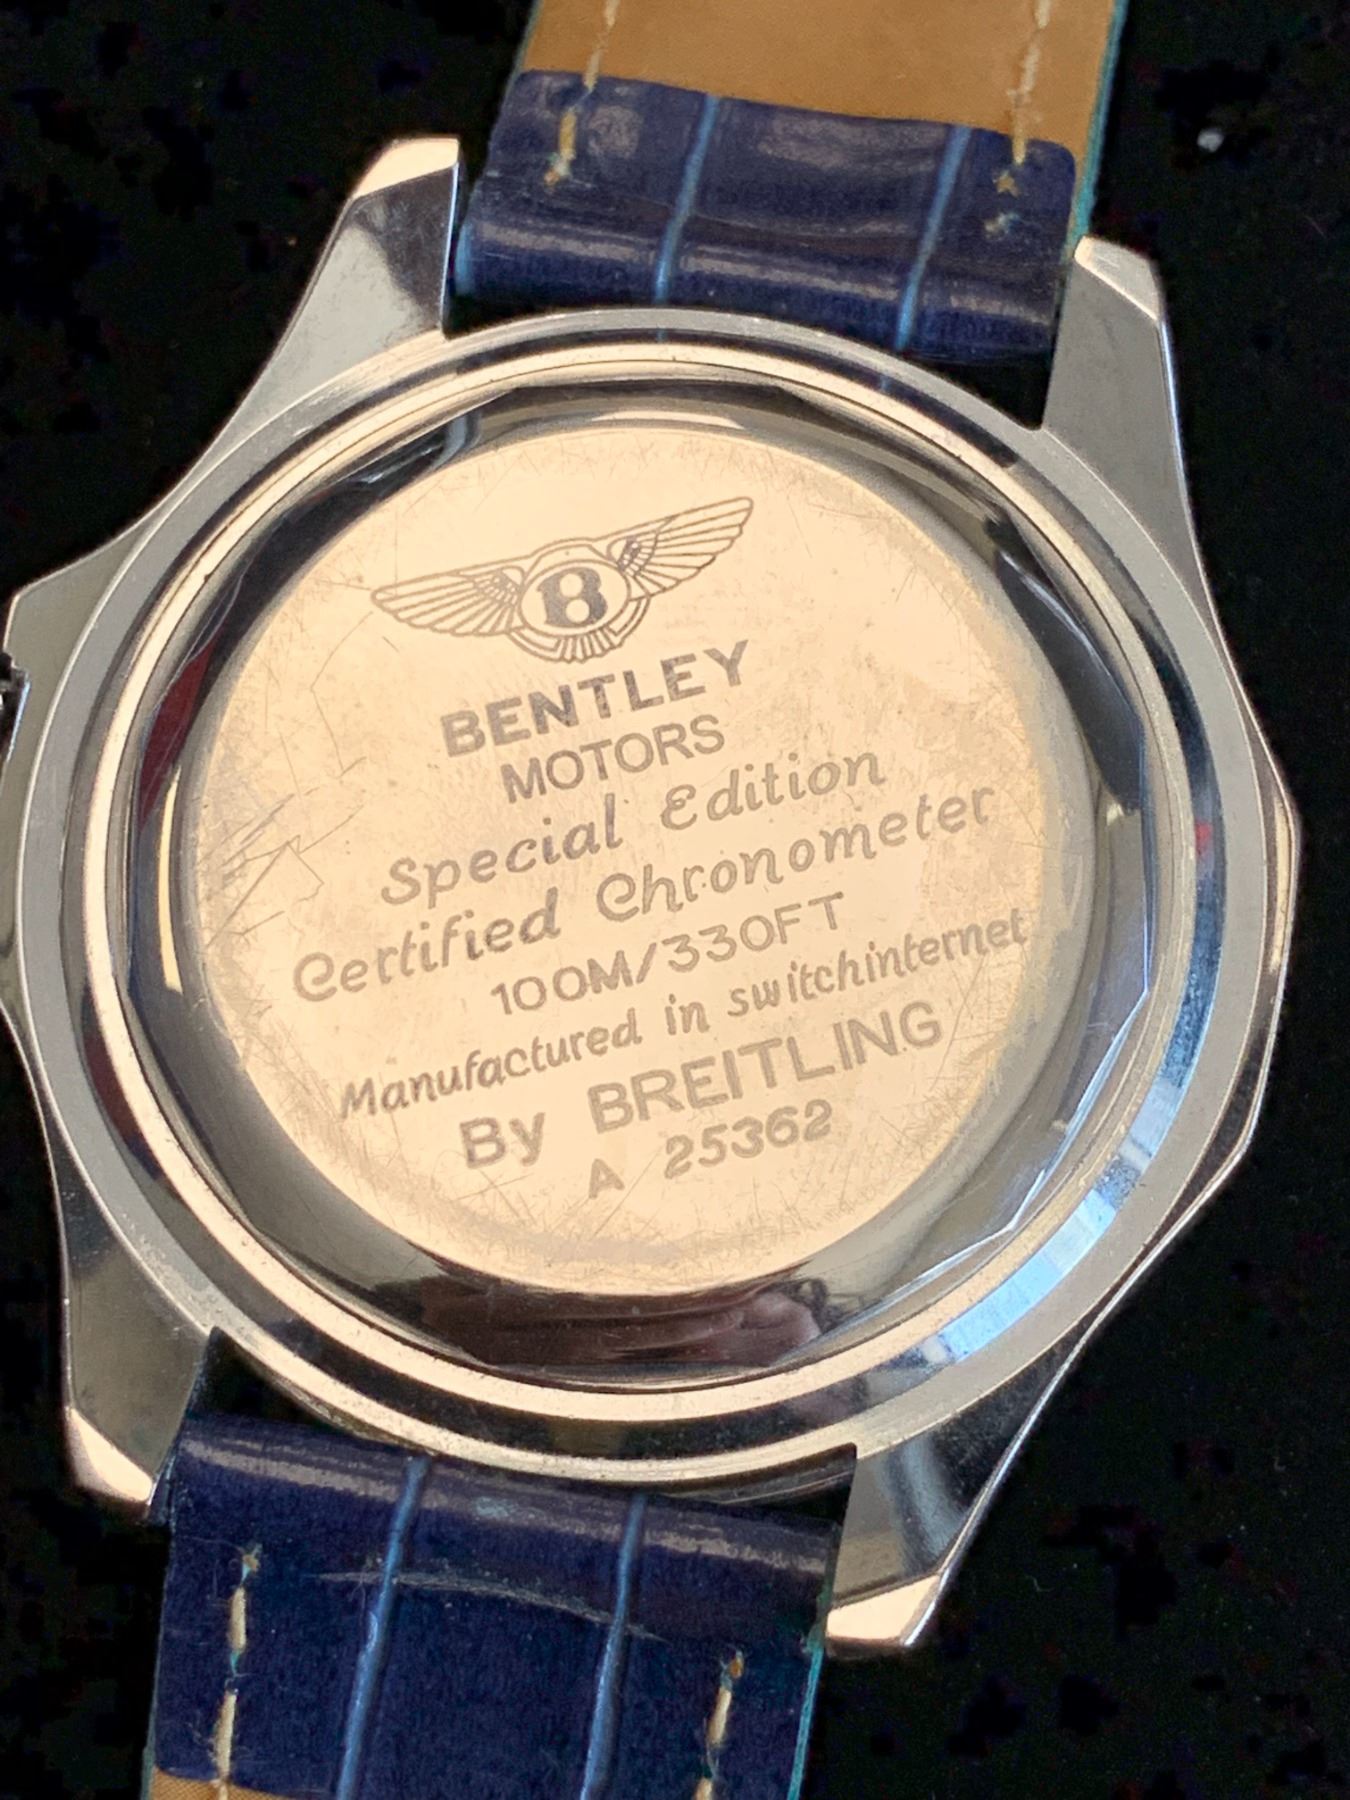 B
BENTLEY
MOTORS
Special Edition
Certified Chronometer
100M/330FT
Manufactured in switchinternet
By BREITLING
A 25362